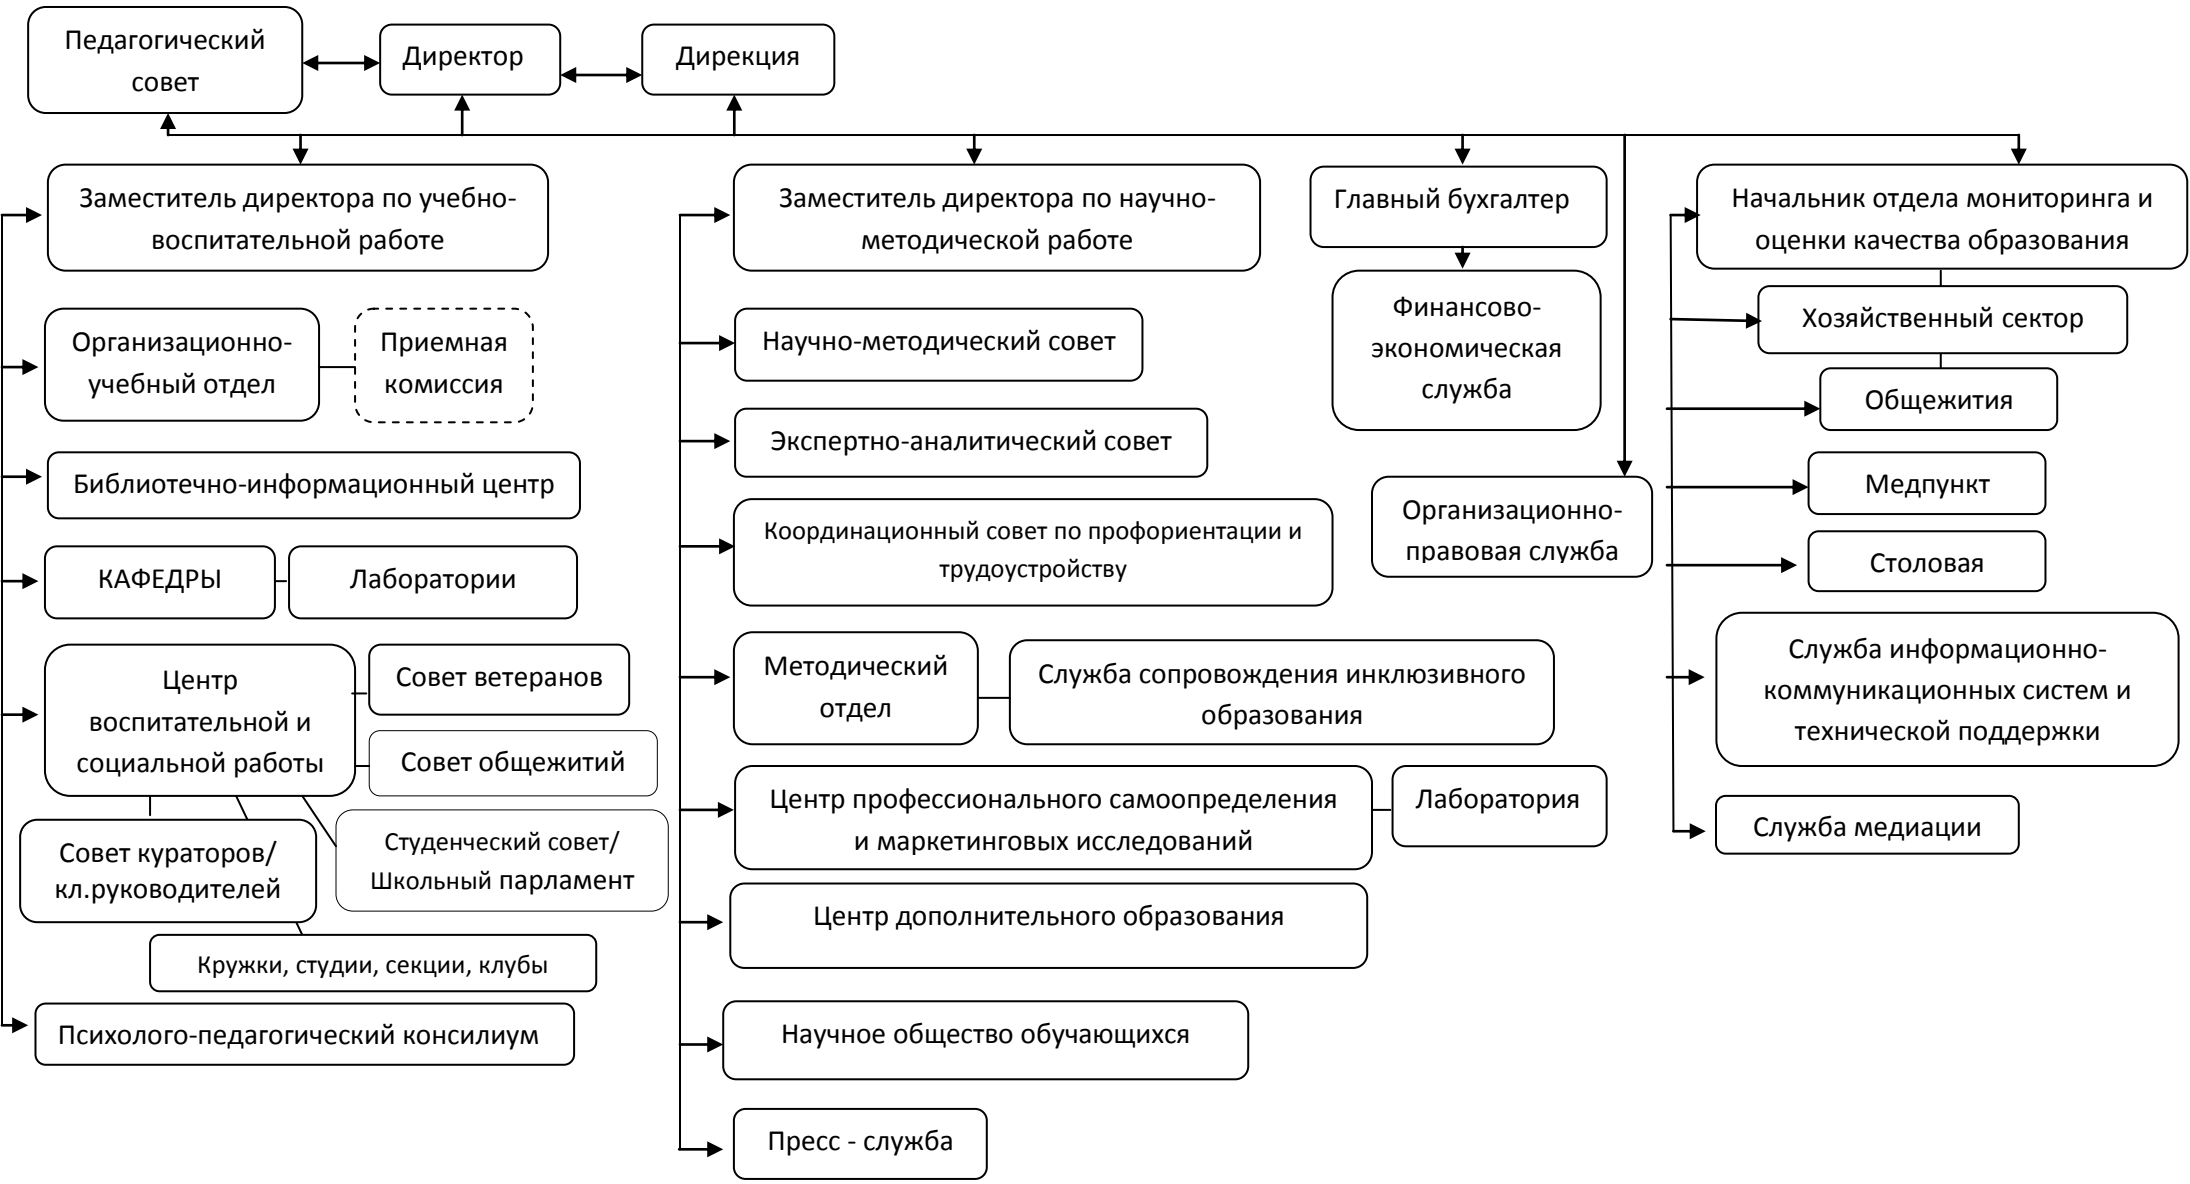 Педагогический
совет
Директор
Дирекция
Заместитель директора по учебно-
воспитательной работе
Организационно-
учебный отдел
Приемная
комиссия
Библиотечно-информационный центр
КАФЕДРЫ
Лаборатории
Центр
воспитательной и
социальной работы
Совет ветеранов
Совет общежитий
Совет кураторов/
кл.руководителей
Студенческий совет/
Школьный парламент
Кружки, студии, секции, клубы
Психолого-педагогический консилиум
Заместитель директора по научно-
методической работе
Научно-методический совет
Экспертно-аналитический совет
Координационный совет по профориентации и
трудоустройству
Методический
отдел
Служба сопровождения инклюзивного
образования
Центр профессионального самоопределения
и маркетинговых исследований
Лаборатория
Центр дополнительного образования
Научное общество обучающихся
Пресс - служба
Главный бухгалтер
Финансово-
экономическая
служба
Организационно-
правовая служба
Начальник отдела мониторинга и
оценки качества образования
Хозяйственный сектор
Общежития
Медпункт
Столовая
Служба информационно-
коммуникационных систем и
технической поддержки
Служба медиации